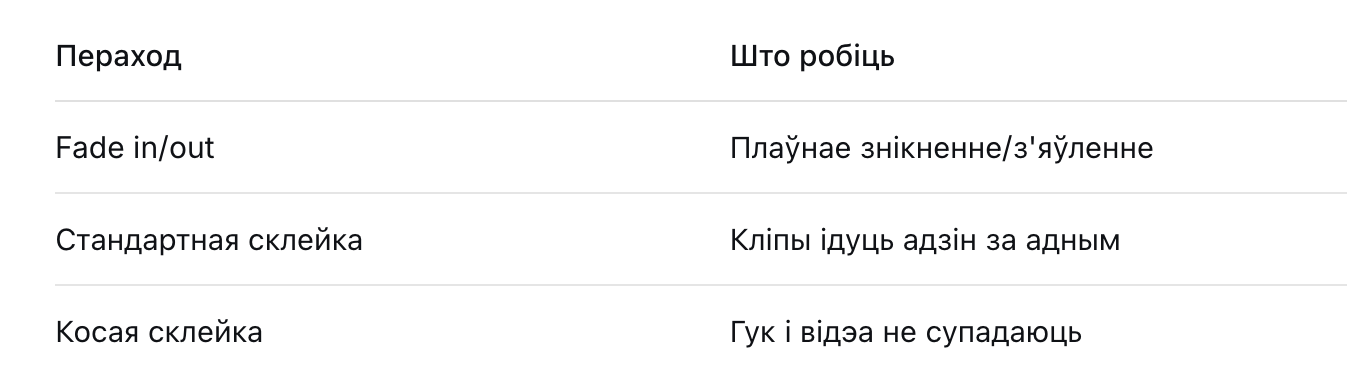 Пераход Што робіць
Fade in/out Плаўнае знікненне/з'яўленне
Стандартная склейка Кліпы ідуць адзін за адным
Косая склейка Гук і відэа не супадаюць